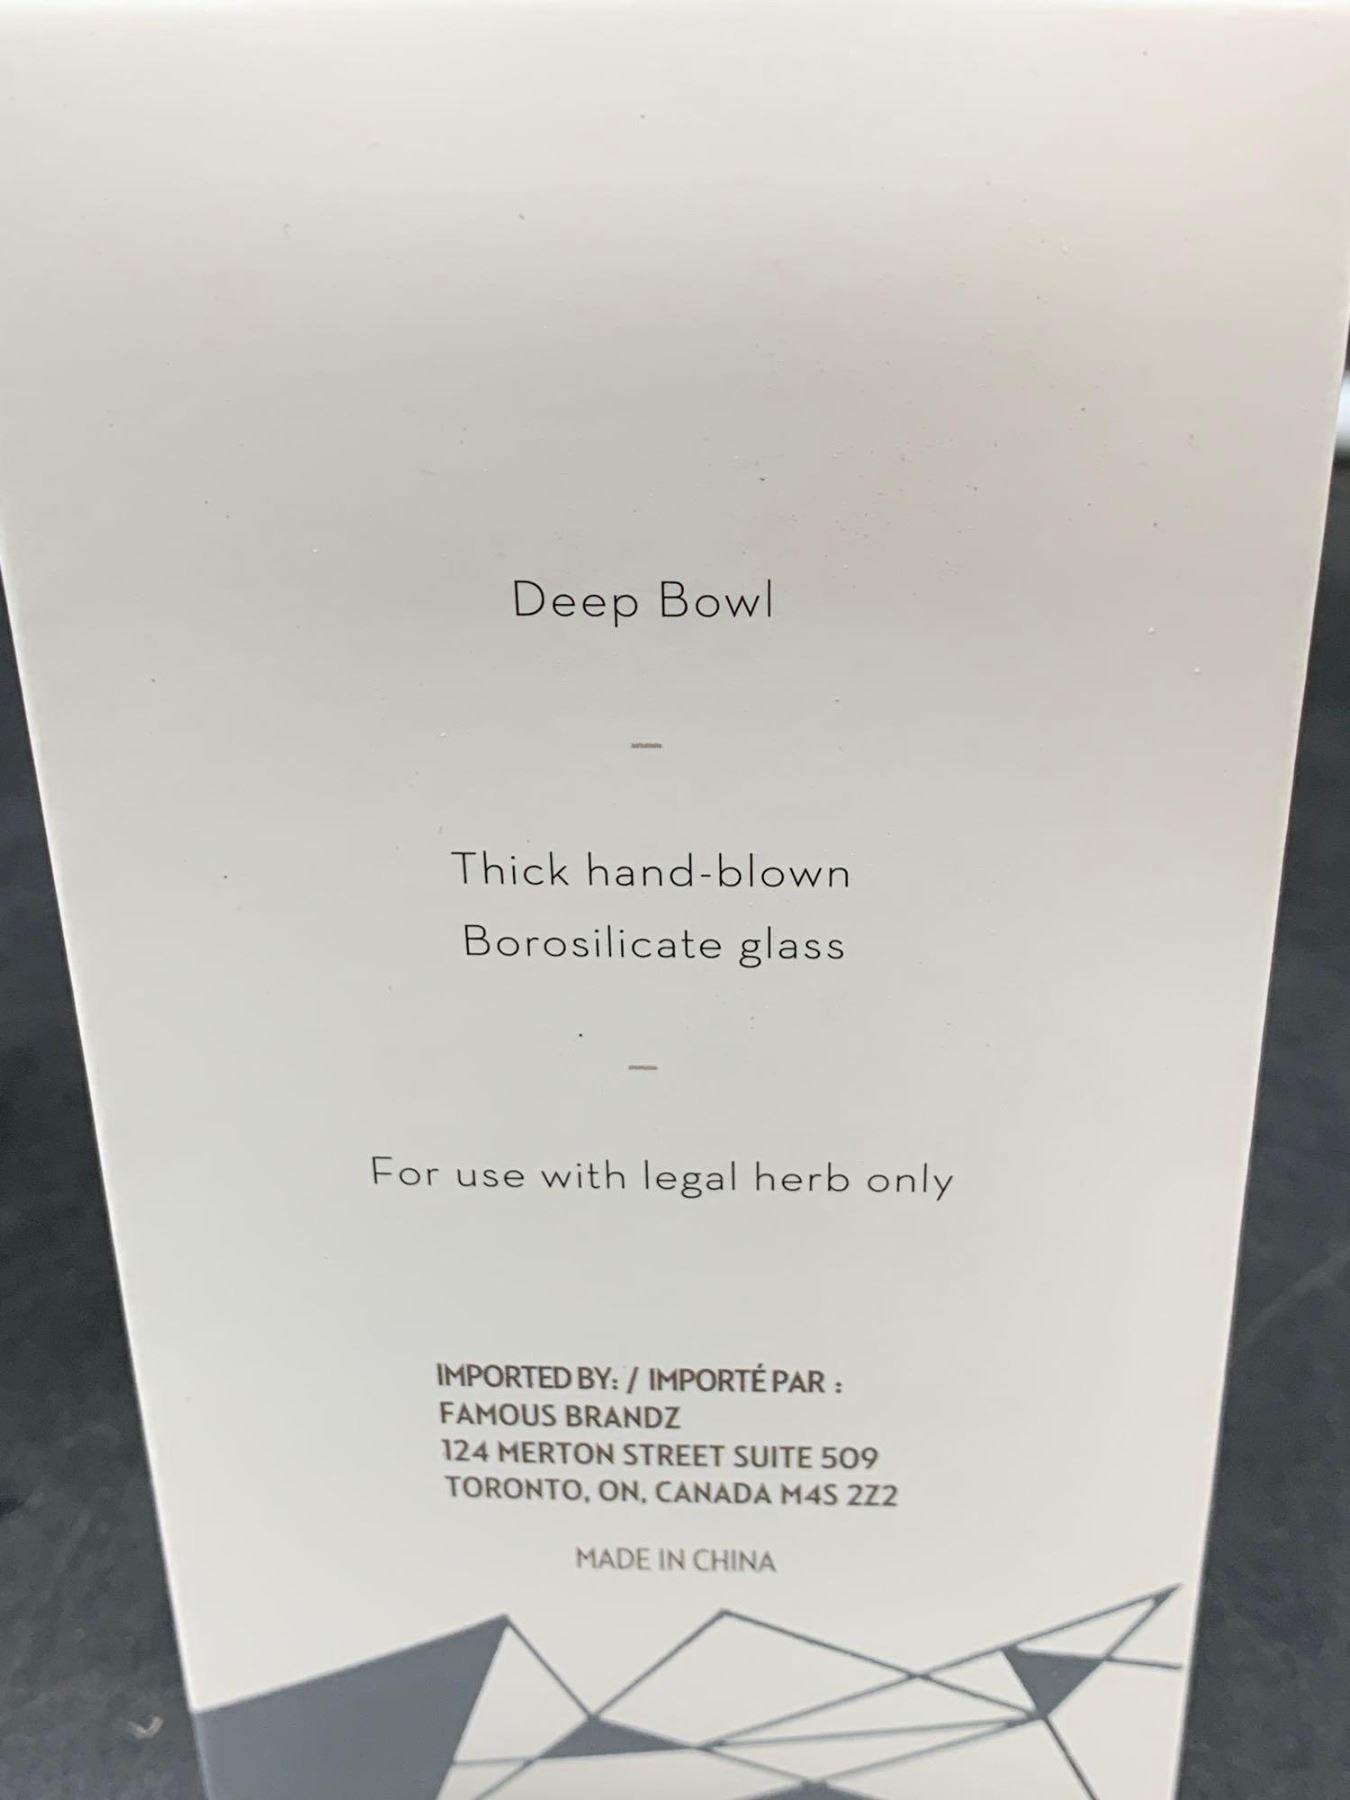 Deep Bowl
Thick hand-blown
Borosilicate glass
For use with legal herb only
IMPORTED BY: / IMPORTÉ PAR :
FAMOUS BRANDZ
124 MERTON STREET SUITE 509
TORONTO, ON, CANADA M4S 2Z2
MADE IN CHINA